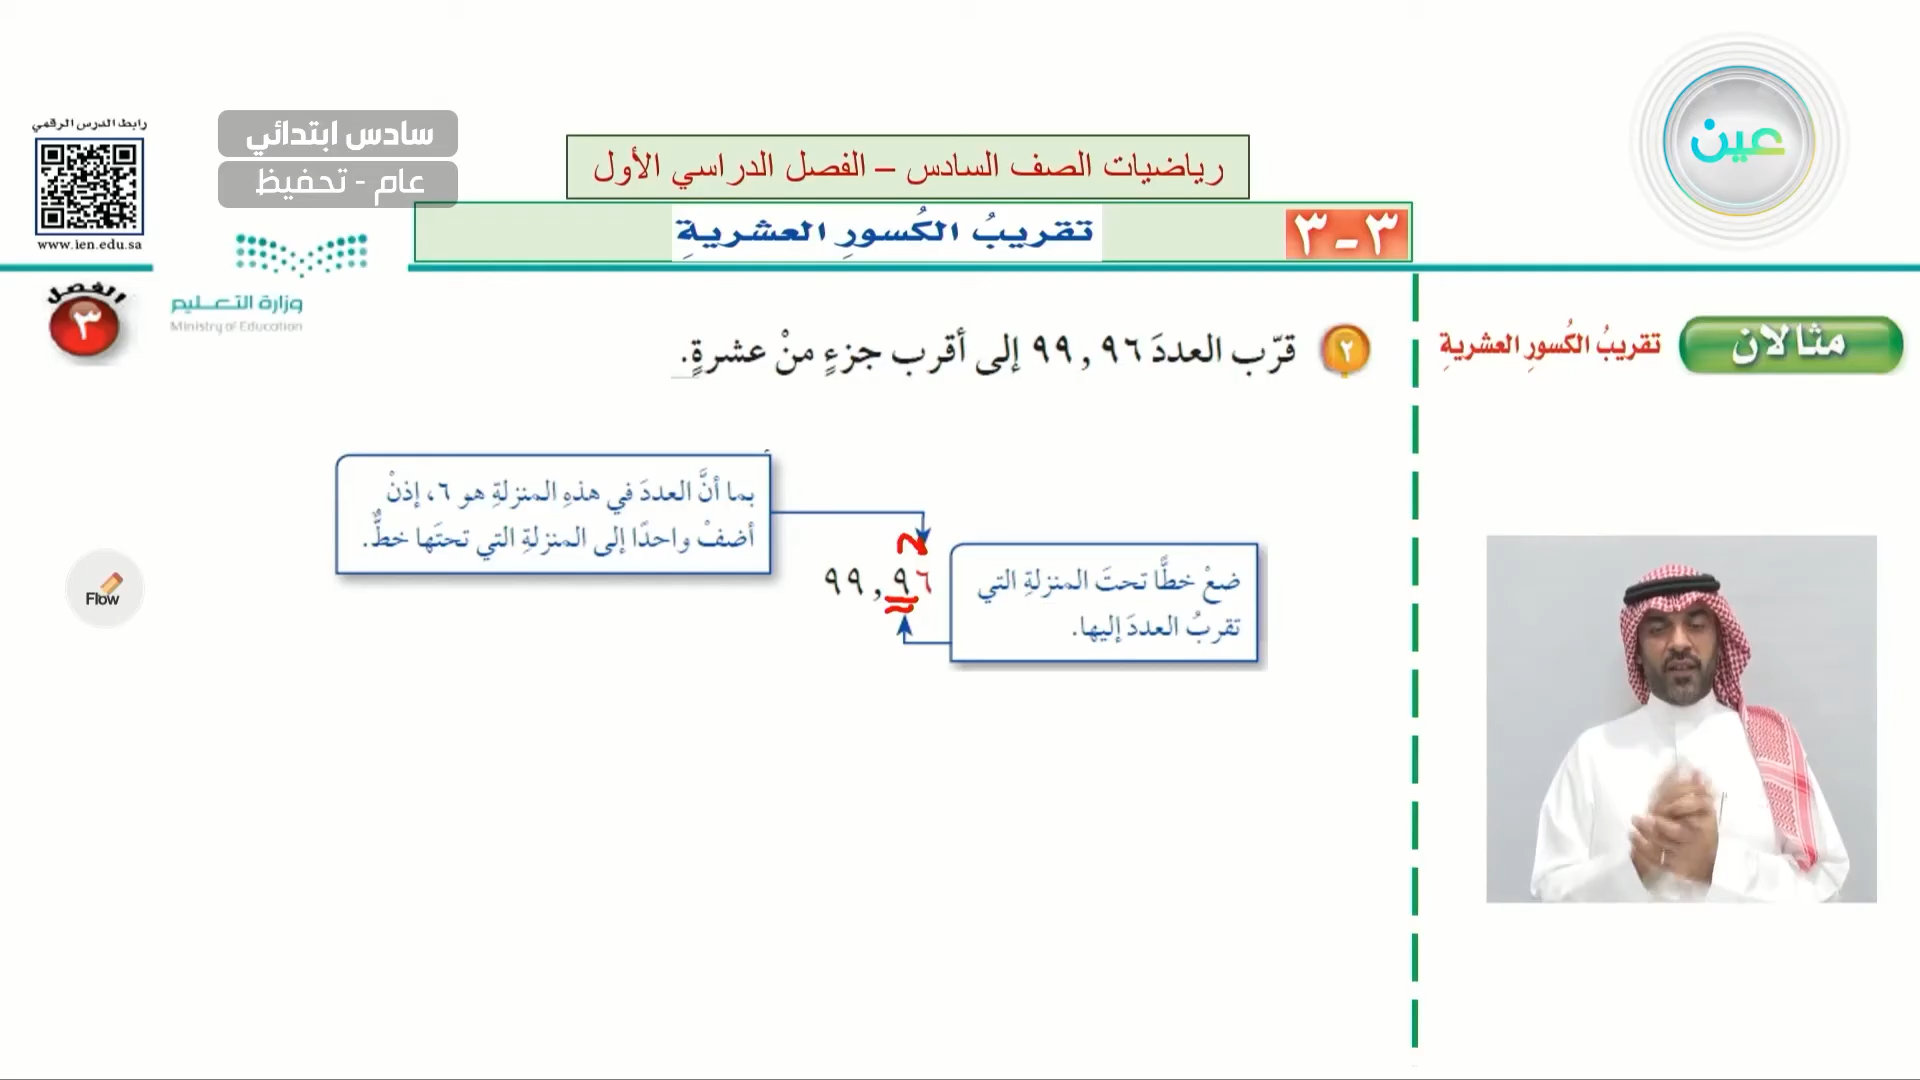 عين
رابط الدرس الرقمي
www.ien.edu.sa
سادس ابتدائي
عام - تحفيظ
رياضيات الصف السادس – الفصل الدراسي الأول
٣ - ٣
تقريبُ الكُسورِ العشريةِ
وزارة التعليم
Ministry of Education
الفصل
٣
مثالان
تقريبُ الكُسورِ العشريةِ
٢ قرّب العددَ ٩٩,٩٦ إلى أقرب جزءٍ منْ عشرةٍ.
بما أنَّ العددَ في هذهِ المنزلةِ هو ٦، إذنْ
أضفْ واحدًا إلى المنزلةِ التي تحتَها خطٌّ.
٩٩,٩٦
ضعْ خطًّا تحتَ المنزلةِ التي
تقربُ العددَ إليها.
Flow